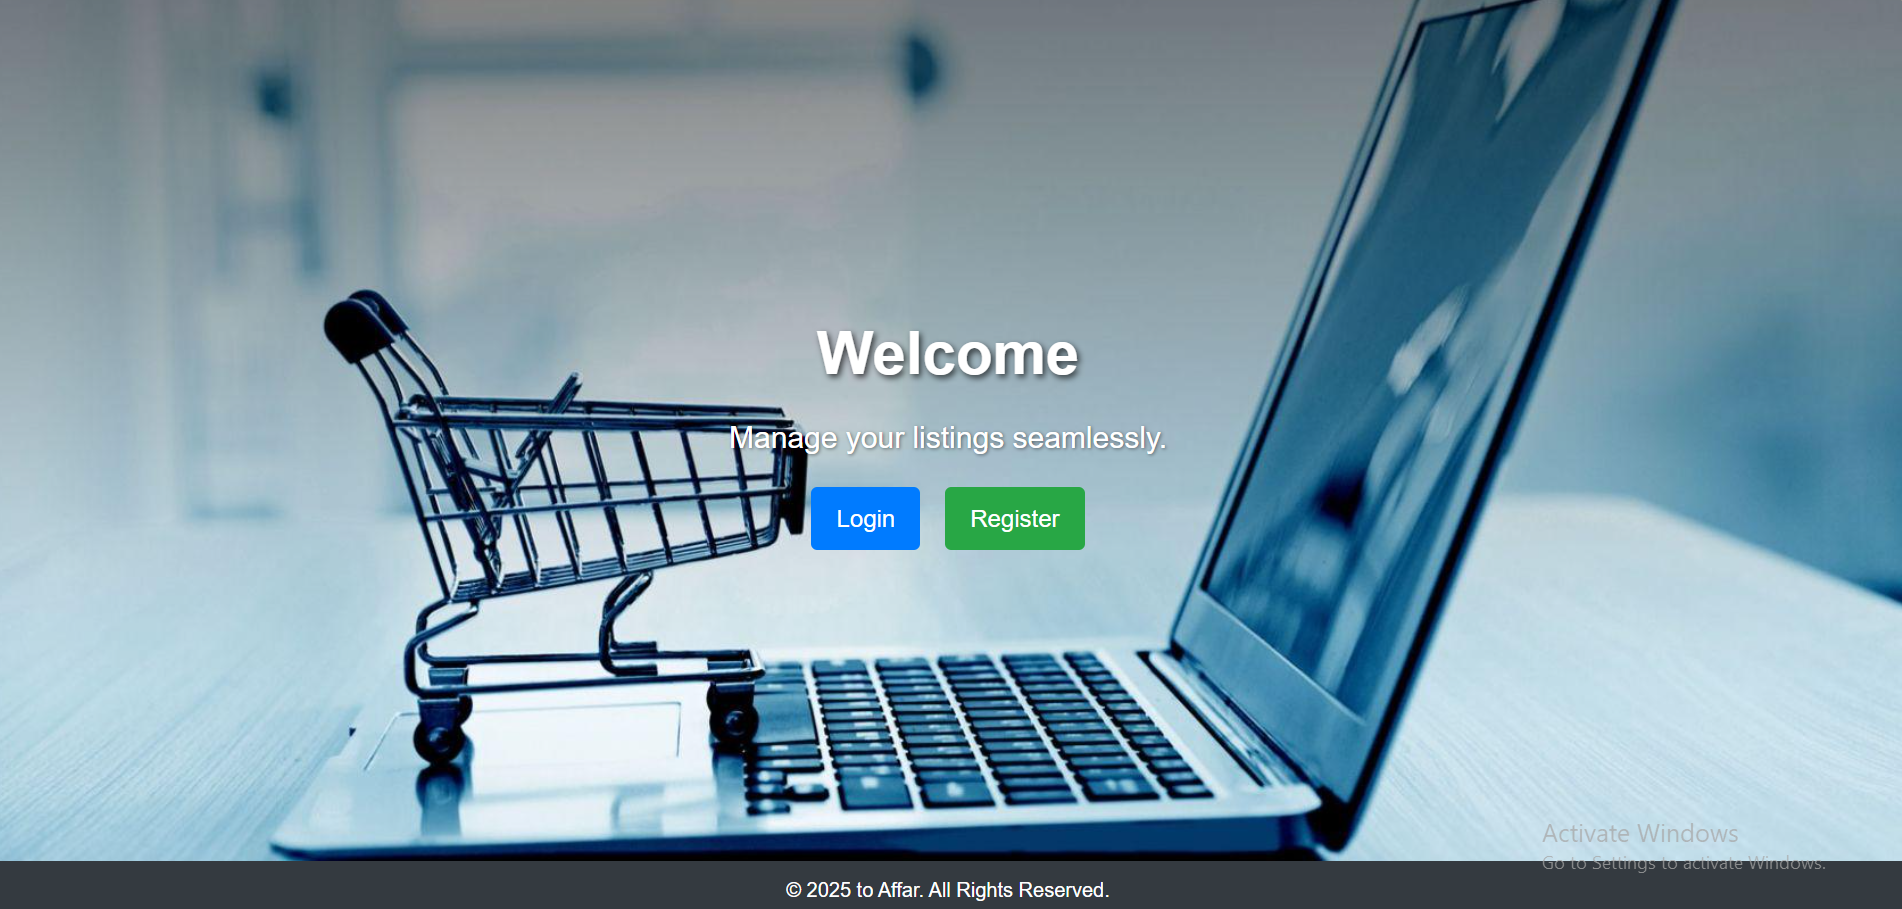 Welcome
Manage your listings seamlessly.
Login
Register
Activate Windows
Go to Settings to activate Windows.
© 2025 to Affar. All Rights Reserved.